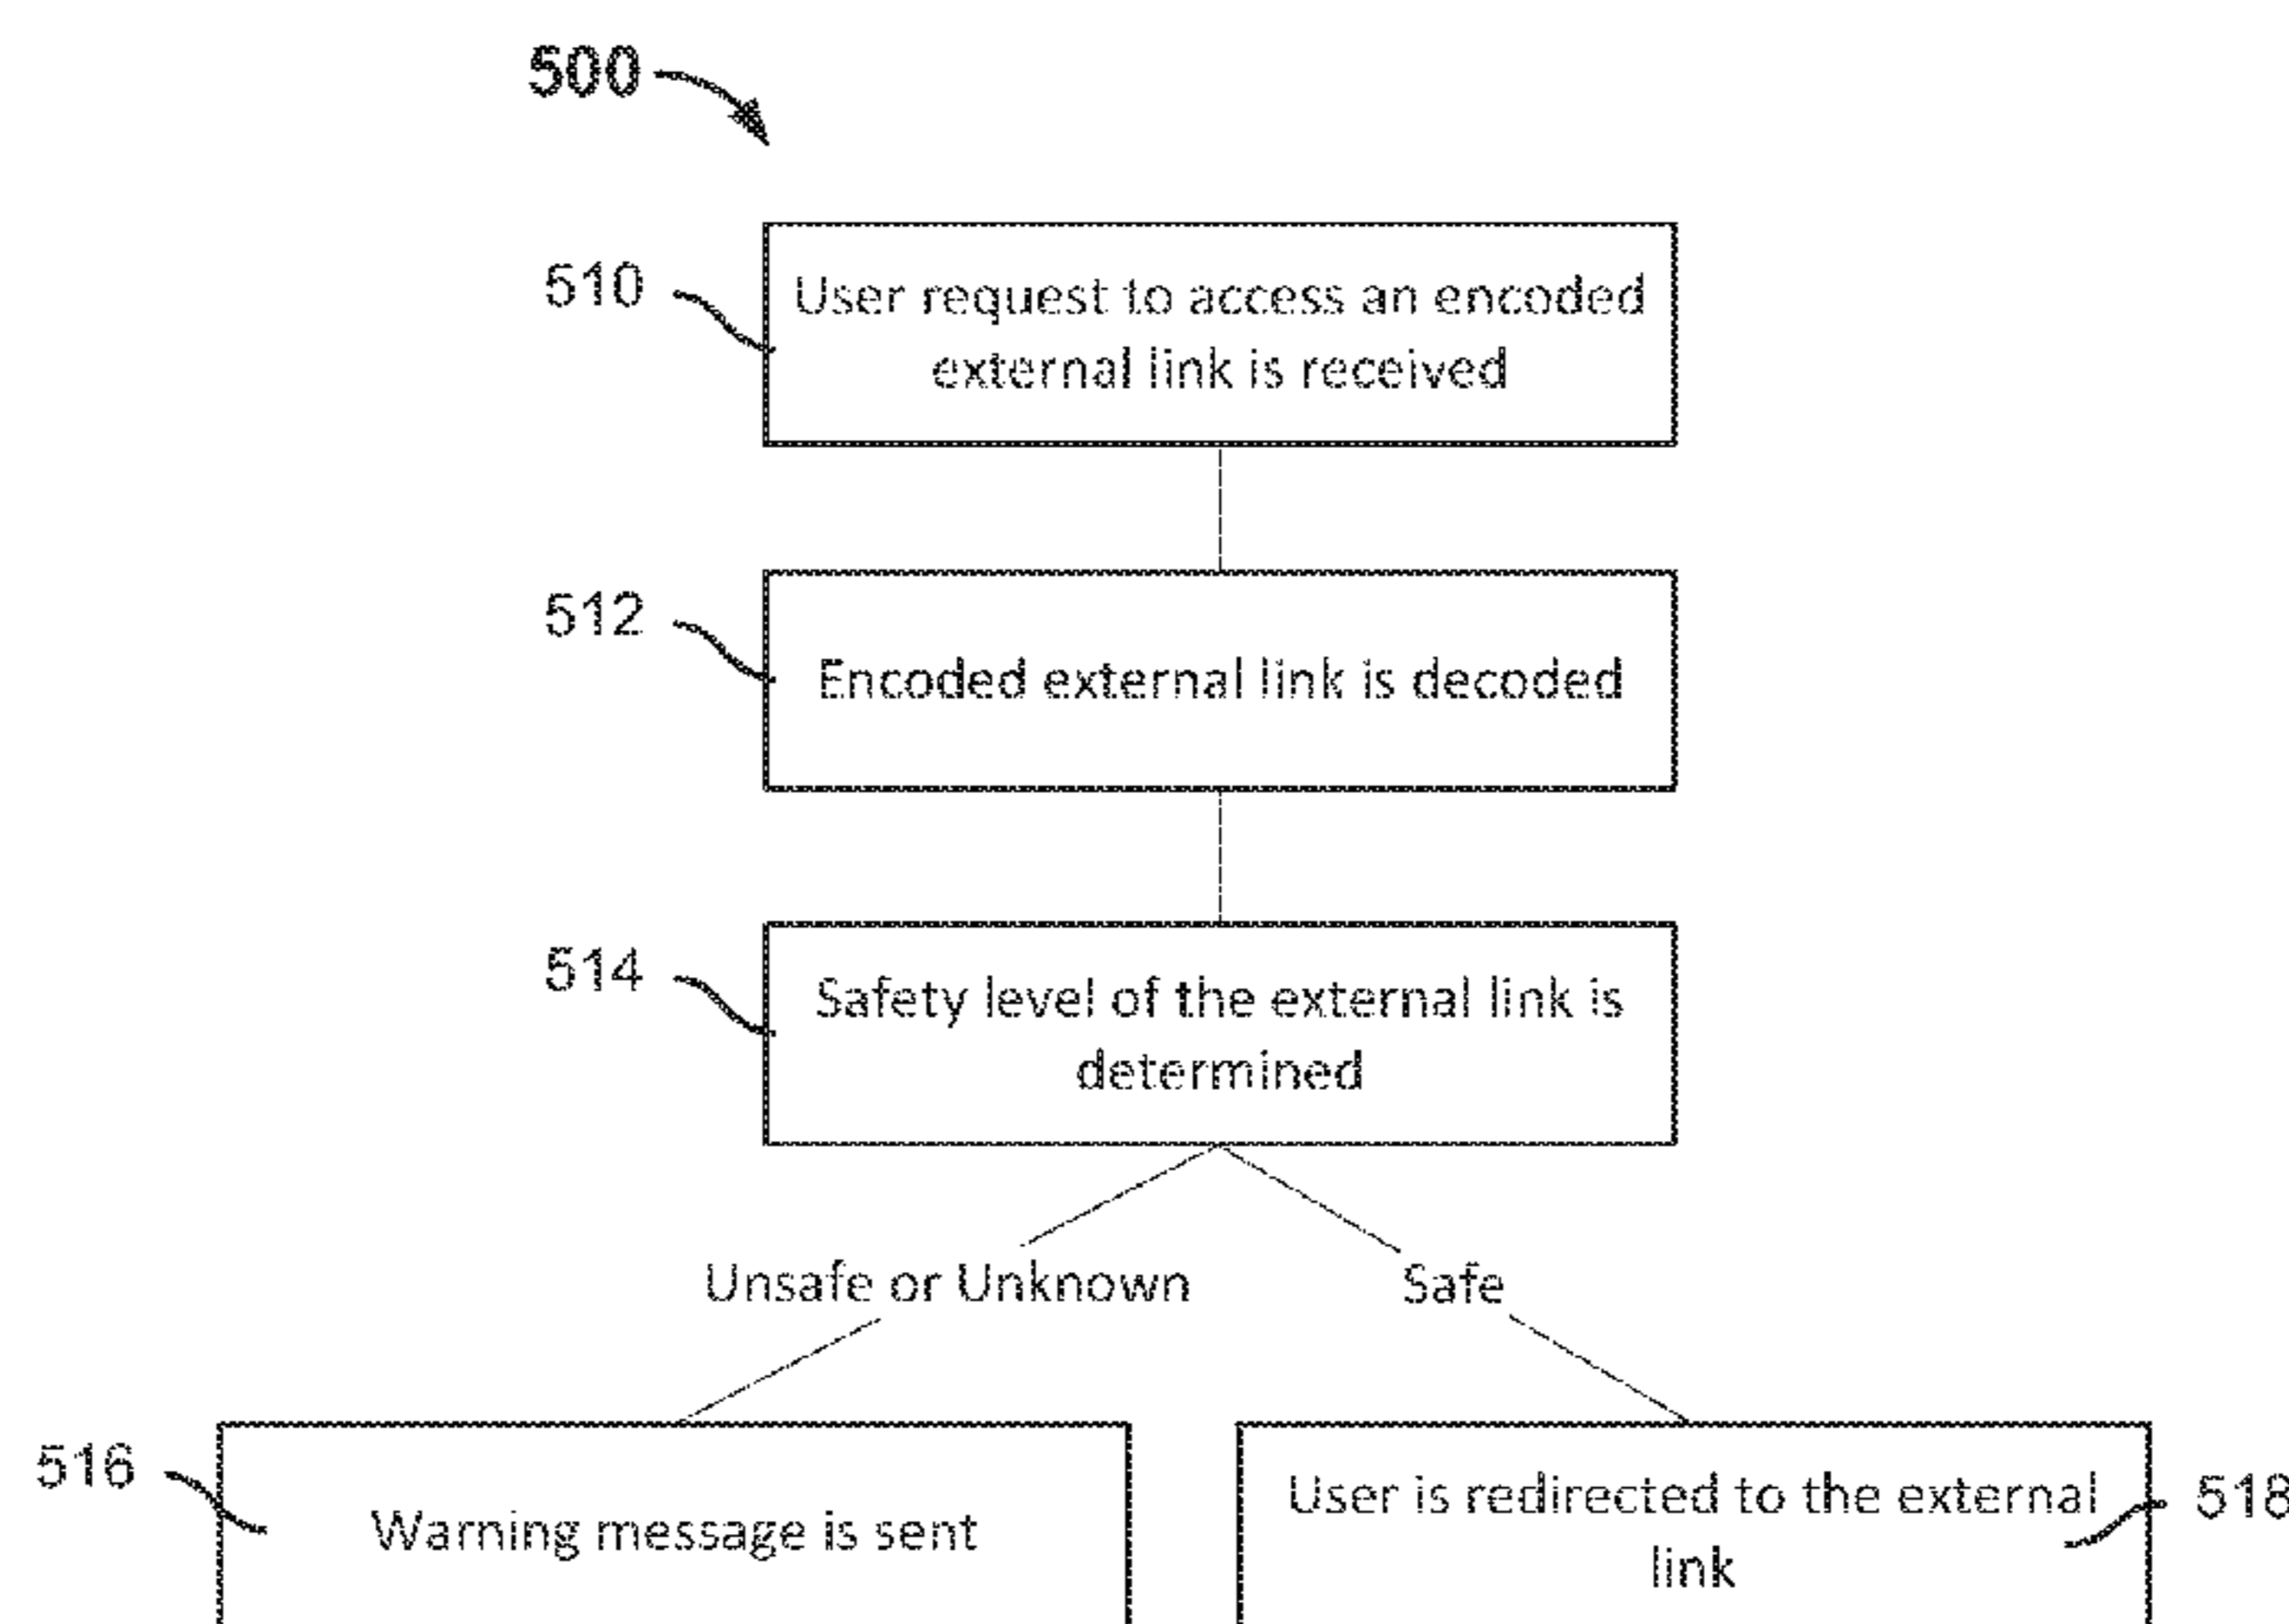 500
510
User request to access an encoded
external link is received
512
Encoded external link is decoded
514
Safety level of the external link is
determined
Unsafe or Unknown
Safe
516
Warning message is sent
User is redirected to the external
link
518